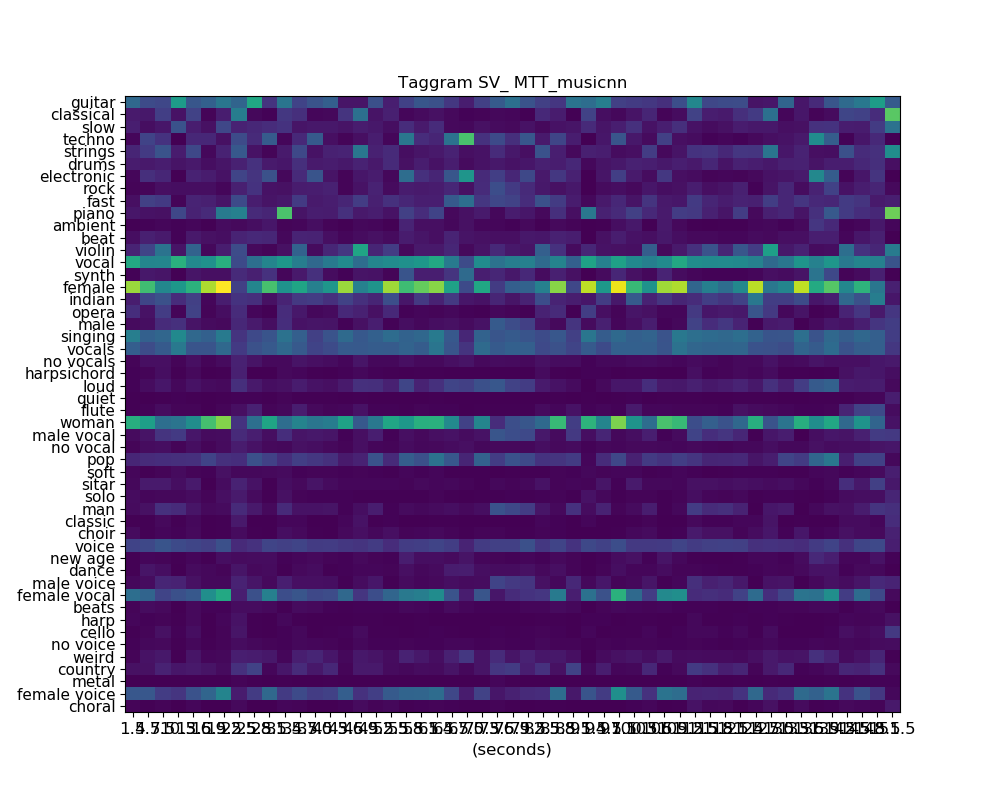 Taggram SV_ MTT_musicnn
guitar
classical
slow
techno
strings
drums
electronic
rock
fast
piano
ambient
beat
violin
vocal
synth
female
indian
opera
male
singing
vocals
no vocals
harpsichord
loud
quiet
flute
woman
male vocal
no vocal
pop
soft
sitar
solo
man
classic
choir
voice
new age
dance
male voice
female vocal
beats
harp
cello
no voice
weird
country
metal
female voice
choral
(seconds)